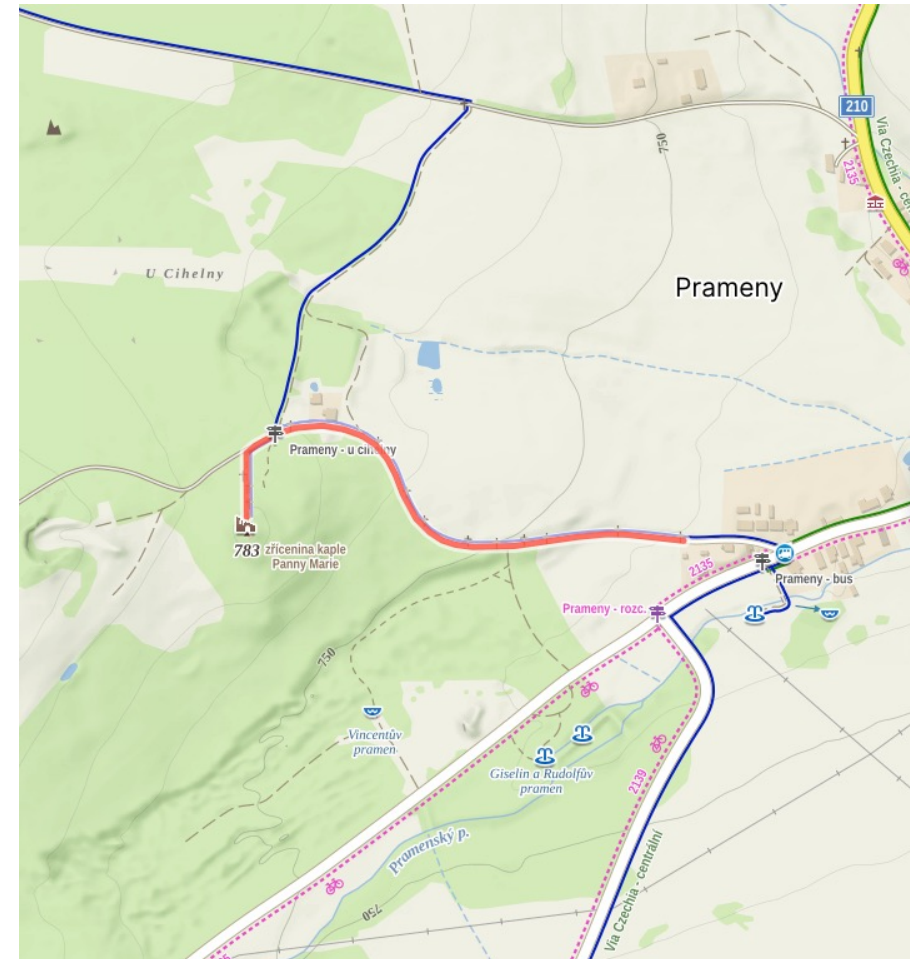 210
Via Czechia - cen
2135
750
U Cihelny
Prameny
Prameny - u cihelny
783
zřícenina kaple
Panny Marie
2135
Prameny - bus
Prameny - rozc.
750
Vincentův
pramen
Giselin a Rudolfův
pramen
2139
Pramenský p.
Via Czechia - centrální
750